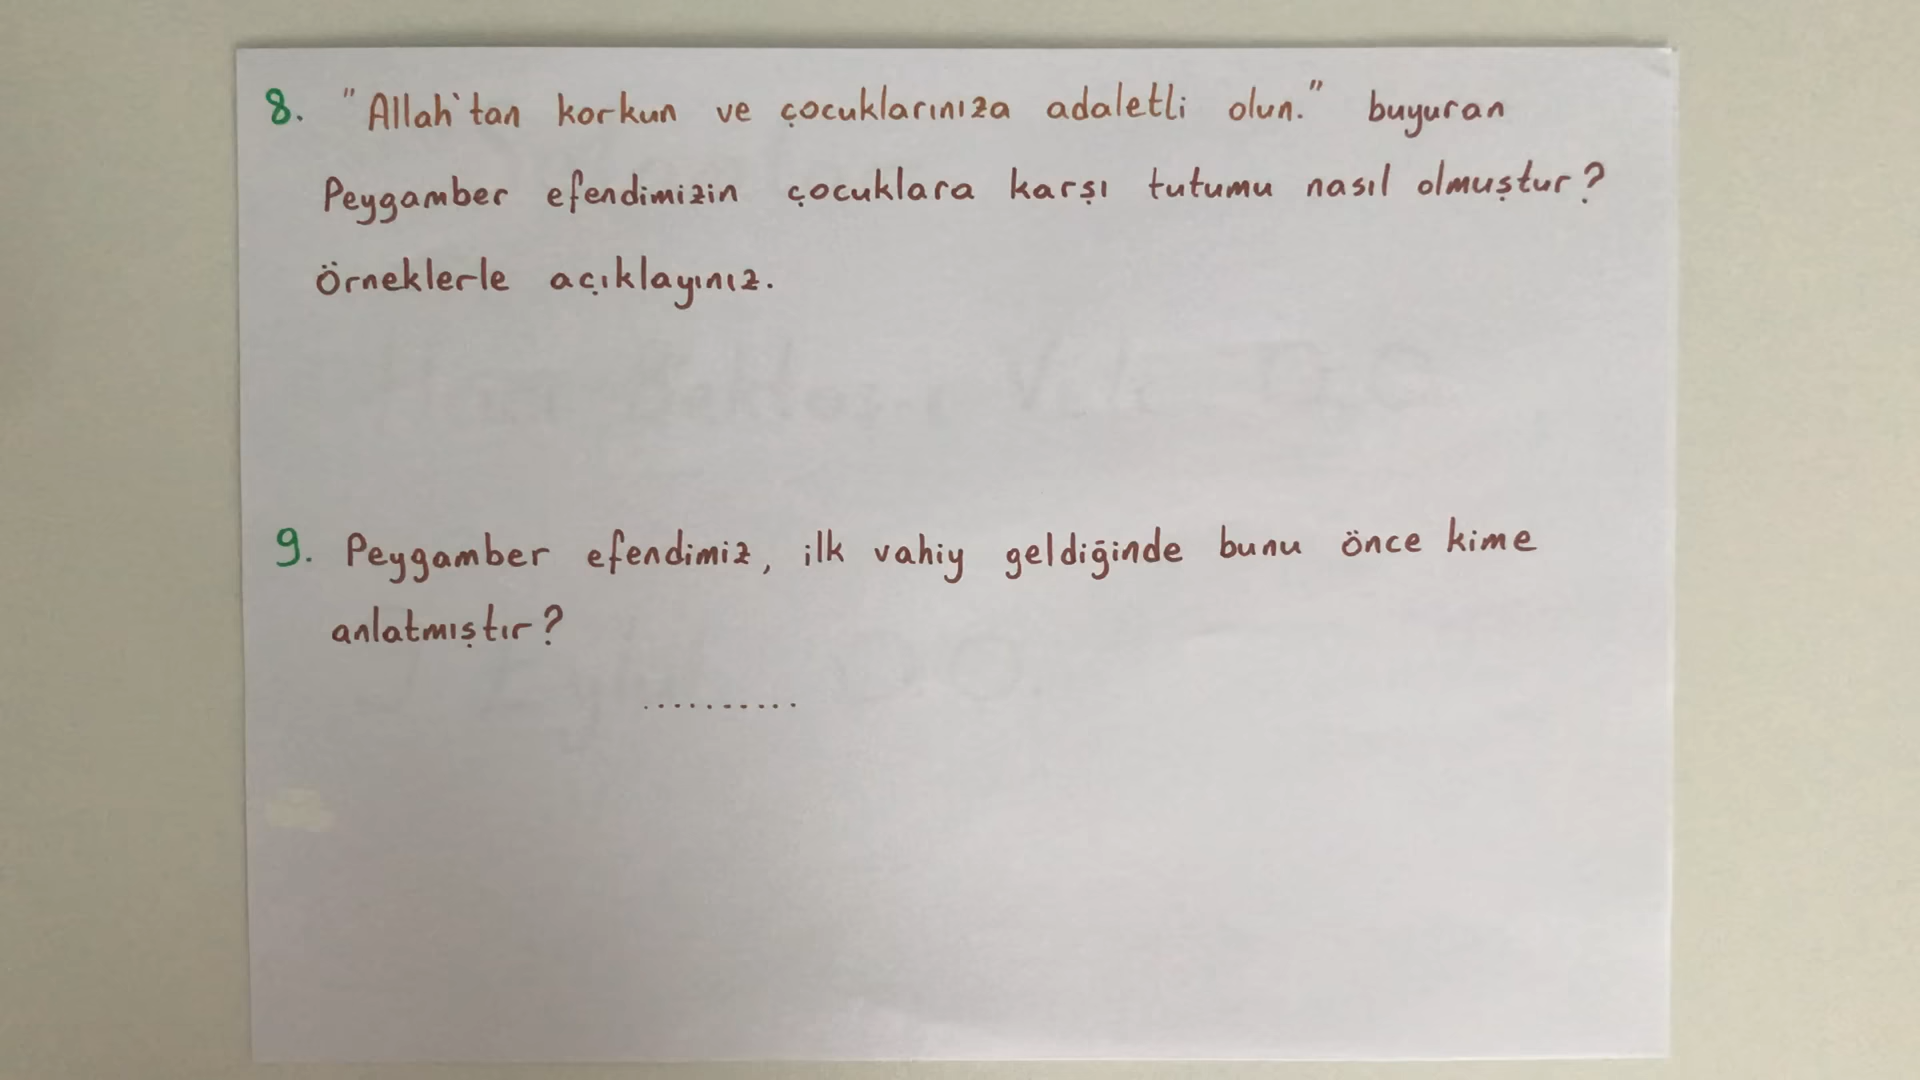 8. "Allah'tan korkun ve çocuklarınıza adaletli olun." buyuran
Peygamber efendimizin çocuklara karşı tutumu nasıl olmuştur?
Örneklerle açıklayınız.
9. Peygamber efendimiz, ilk vahiy geldiğinde bunu önce kime
anlatmıştır?
..........